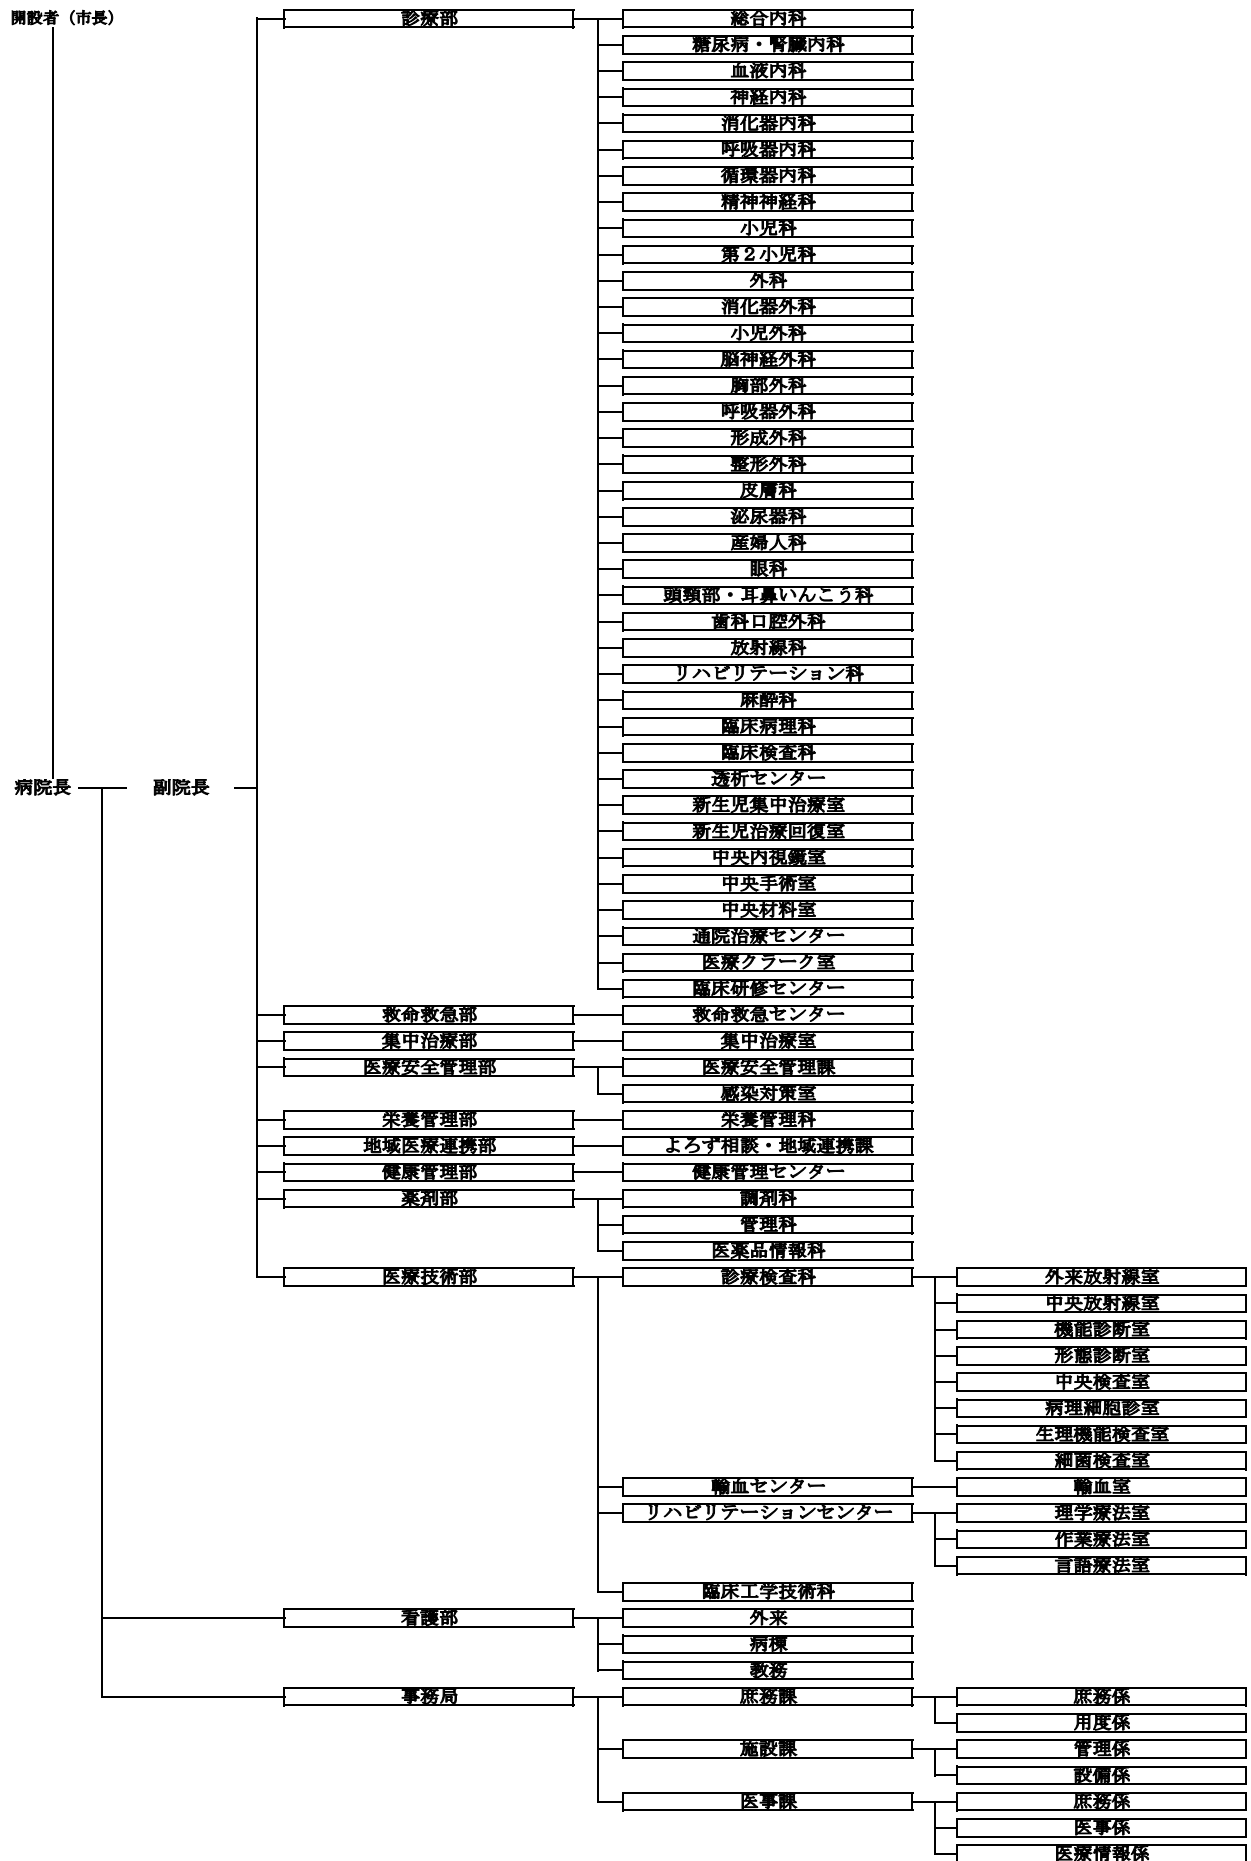 開設者（市長） 診療部 総合内科
糖尿病・腎臓内科
血液内科
神経内科
消化器内科
呼吸器内科
循環器内科
精神神経科
小児科
第２小児科
外科
消化器外科
小児外科
脳神経外科
胸部外科
呼吸器外科
形成外科
整形外科
皮膚科
泌尿器科
産婦人科
眼科
頭頸部・耳鼻いんこう科
歯科口腔外科
放射線科
リハビリテーション科
麻酔科
臨床病理科
臨床検査科
透析センター
病院長 副院長
新生児集中治療室
新生児治療回復室
中央内視鏡室
中央手術室
中央材料室
通院治療センター
医療クラーク室
臨床研修センター
救命救急部 救命救急センター
集中治療部 集中治療室
医療安全管理部 医療安全管理課
感染対策室
栄養管理部 栄養管理科
地域医療連携部 よろず相談・地域連携課
健康管理部 健康管理センター
薬剤部 調剤科
管理科
医薬品情報科
医療技術部 診療検査科 外来放射線室
中央放射線室
機能診断室
形態診断室
中央検査室
病理細胞診室
生理機能検査室
細菌検査室
輸血センター 輸血室
リハビリテーションセンター 理学療法室
作業療法室
言語療法室
臨床工学技術科
看護部 外来
病棟
教務
事務局 庶務課 庶務係
用度係
施設課 管理係
設備係
医事課 庶務係
医事係
医療情報係